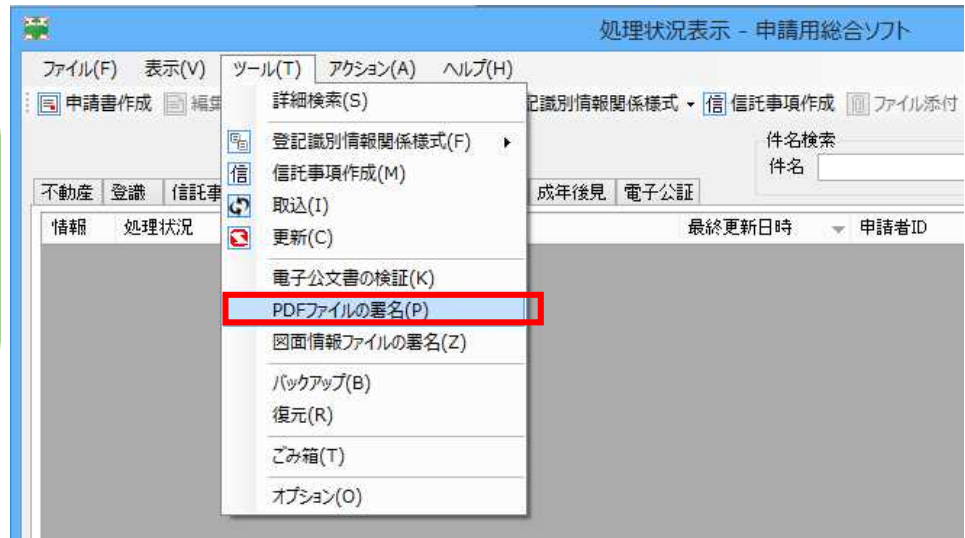 処理状況表示 - 申請用総合ソフト
ファイル(F) 表示(V) ツール(T) アクション(A) ヘルプ(H)
申請書作成 編集 記識別情報関係様式 信 信託事項作成 ファイル添付
件名検索
件名
不動産 登識 信託事 成年後見 電子公証
情報 処理状況 最終更新日時 申請者ID
詳細検索(S)
登記識別情報関係様式(F)
信 信託事項作成(M)
取込(I)
更新(C)
電子公文書の検証(K)
PDFファイルの署名(P)
図面情報ファイルの署名(Z)
バックアップ(B)
復元(R)
ごみ箱(T)
オプション(O)